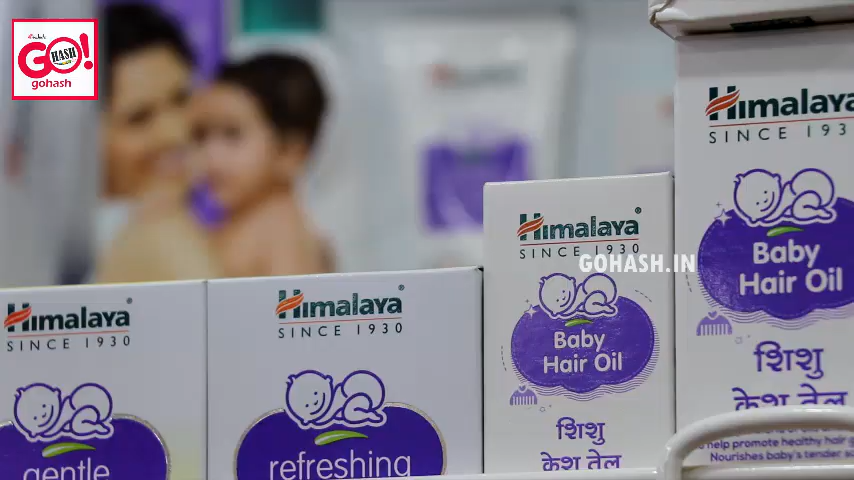 GO!
HASH
gohash
GOHASH.IN
Himalaya
SINCE 1930
gentle
Himalaya
SINCE 1930
refreshing
Himalaya
SINCE 1930
Baby
Hair Oil
शिशु
केश तेल
Himalaya
SINCE 193
Baby
Hair Oil
शिशु
केश तेल
help promote healthy hair
Nourishes baby's tender